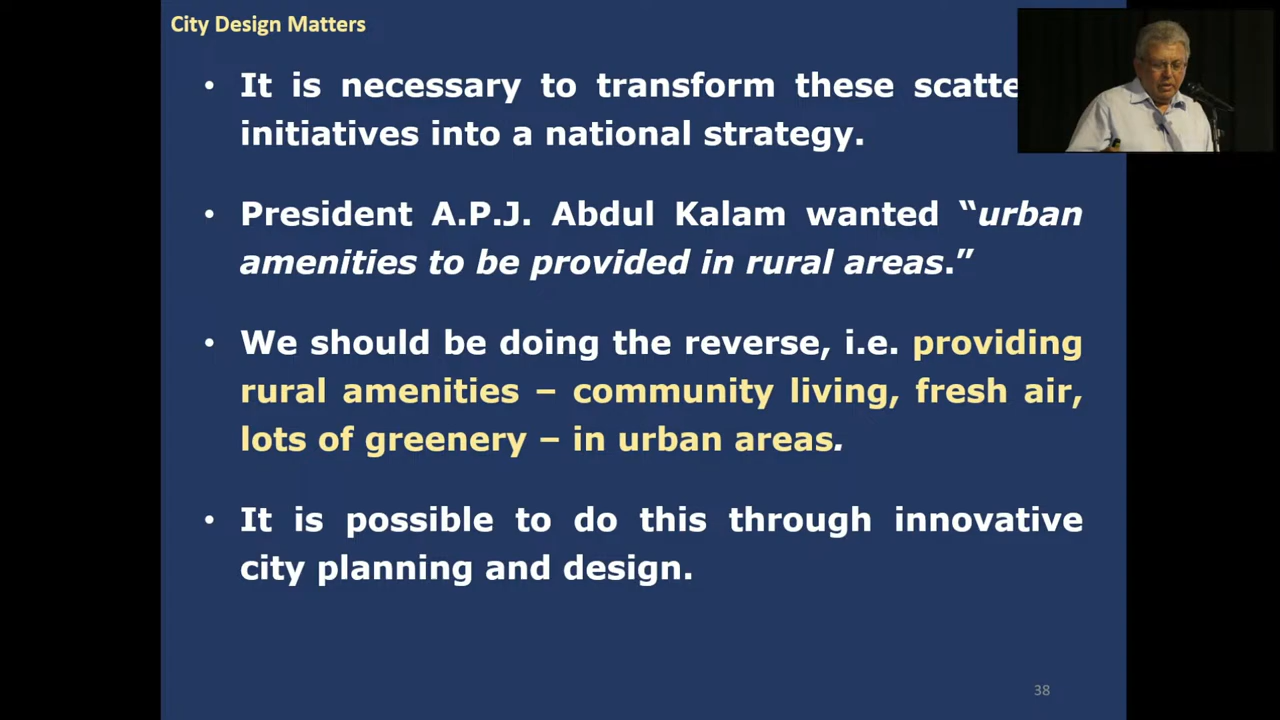 City Design Matters
• It is necessary to transform these
initiatives into a national strategy.
• President A.P.J. Abdul Kalam wanted “urban
amenities to be provided in rural areas.”
• We should be doing the reverse, i.e. providing
rural amenities – community living, fresh air,
lots of greenery – in urban areas.
• It is possible to do this through innovative
city planning and design.
38